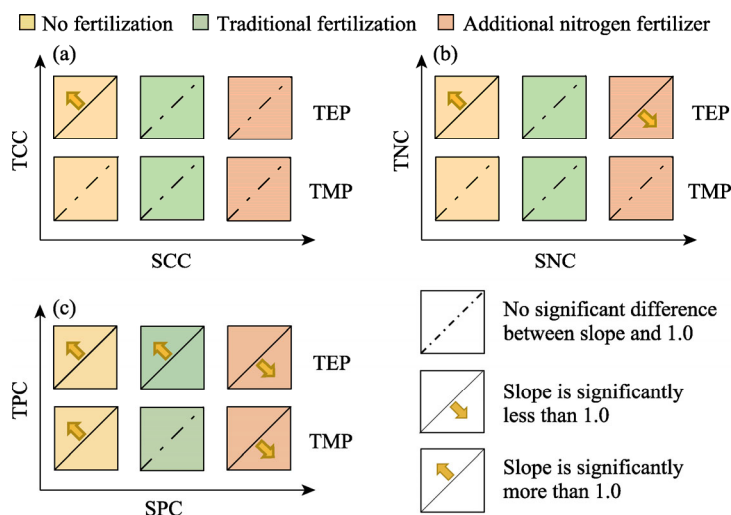 No fertilization Traditional fertilization Additional nitrogen fertilizer
(a)
TCC
TEP
TMP
SCC
(b)
TNC
TEP
TMP
SNC
(c)
TPC
TEP
TMP
SPC
No significant difference
between slope and 1.0
Slope is significantly
less than 1.0
Slope is significantly
more than 1.0